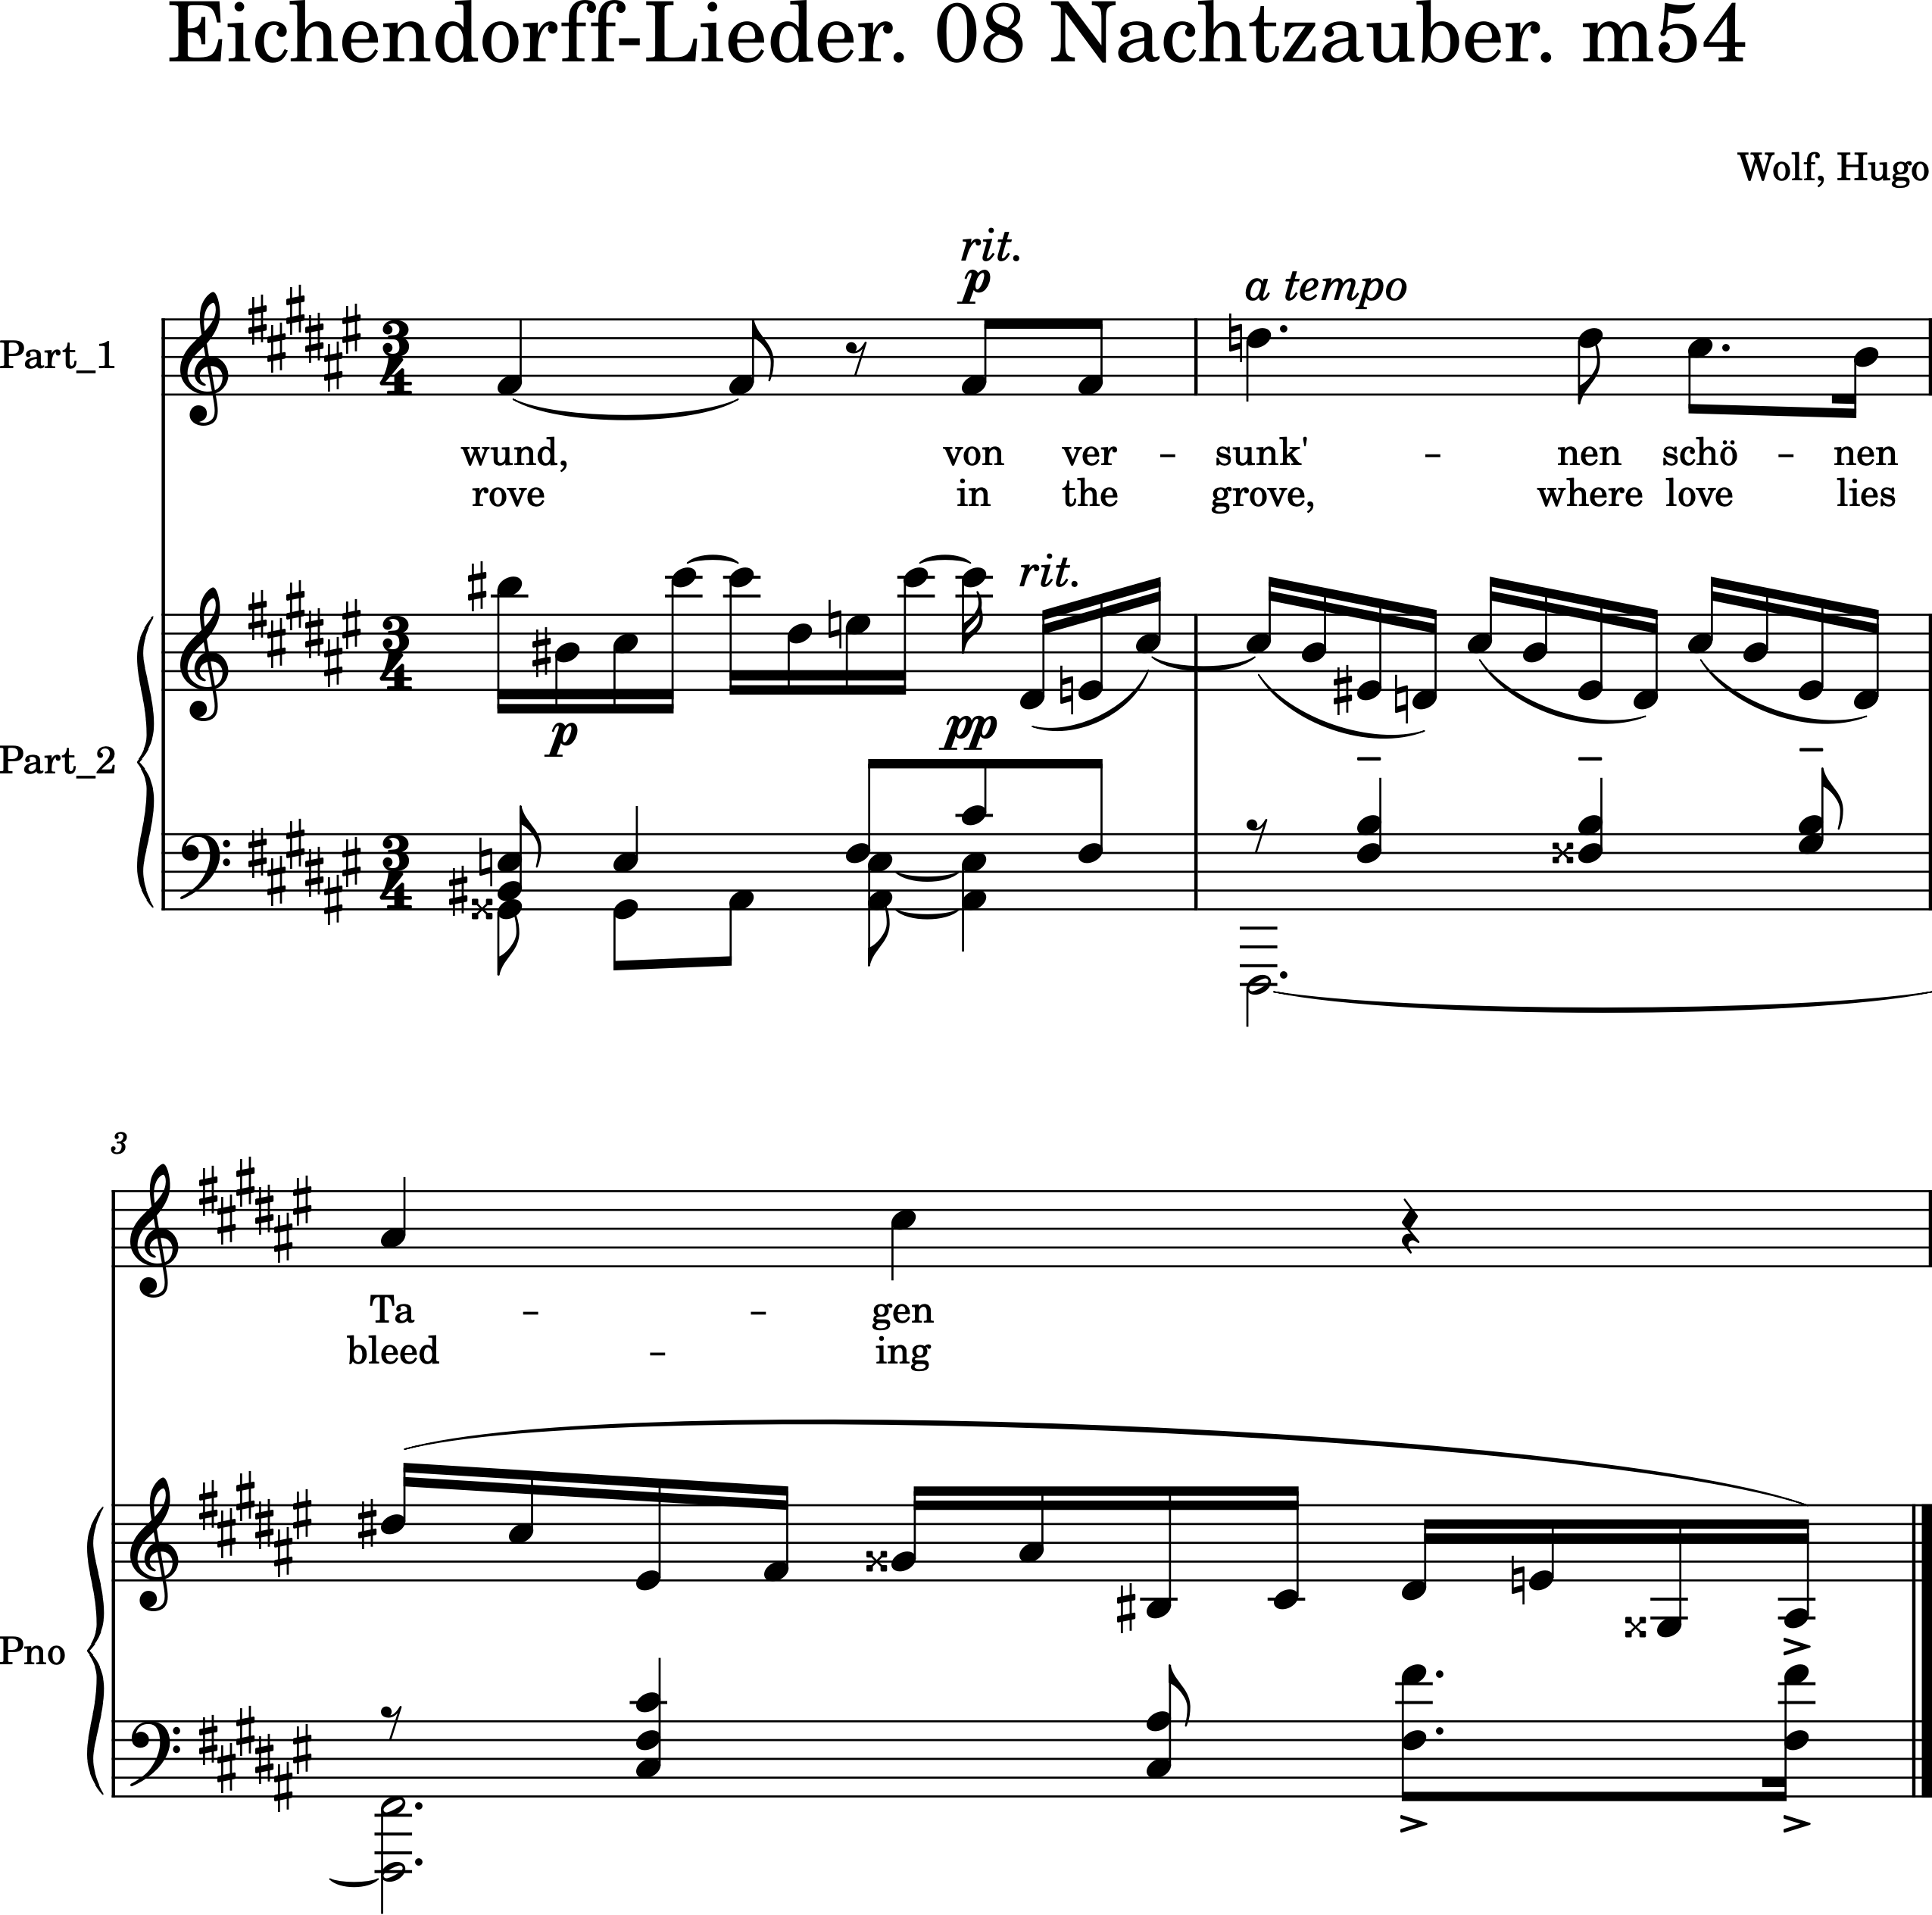 Eichendorff-Lieder. 08 Nachtzauber. m54
Wolf, Hugo
rit.
p
a tempo
Part_1
wund, von ver - sunk' - nen schö - nen
rove in the grove, where love lies
rit.
p pp
Part_2
3
Ta - - gen
bleed - ing
Pno